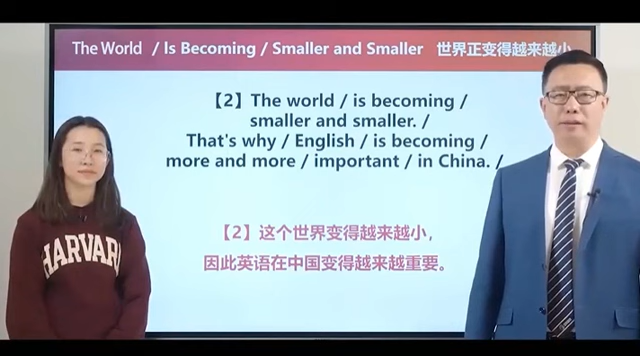 The World / Is Becoming / Smaller and Smaller 世界正变得越来越小
【2】The world / is becoming /
smaller and smaller. /
That's why / English / is becoming /
more and more / important / in China. /
【2】这个世界变得越来越小，
因此英语在中国变得越来越重要。
HARVARD